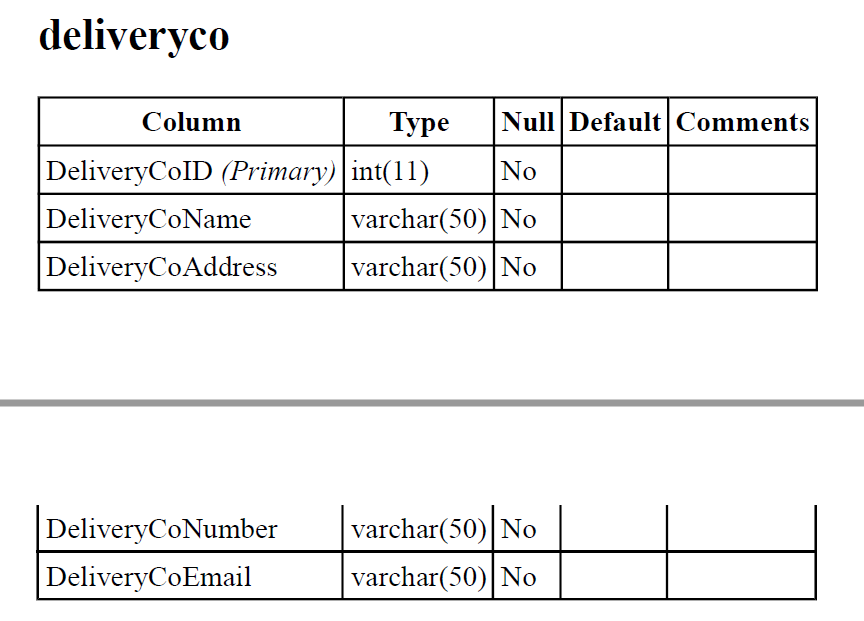 deliveryco
Column Type Null Default Comments
DeliveryCoID (Primary) int(11) No
DeliveryCoName varchar(50) No
DeliveryCoAddress varchar(50) No
DeliveryCoNumber varchar(50) No
DeliveryCoEmail varchar(50) No